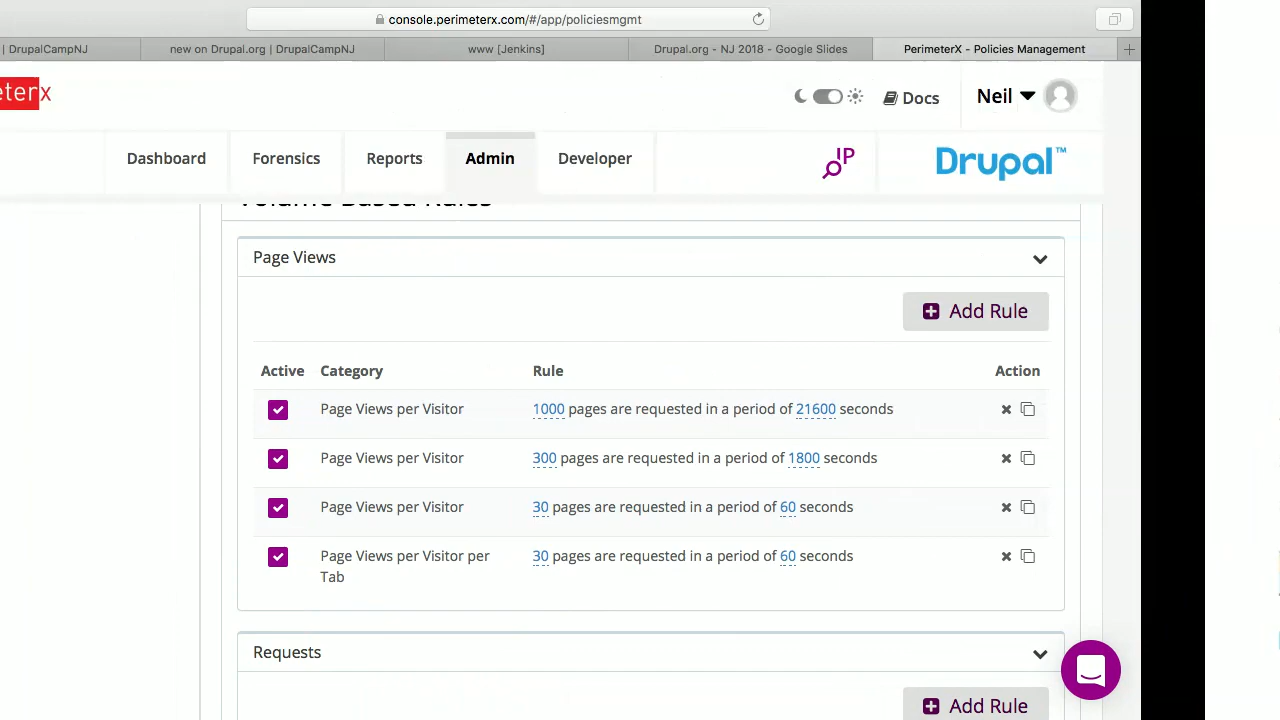 console.perimeterx.com/#/app/policiesmgmt
| DrupalCampNJ
new on Drupal.org | DrupalCampNJ
www [Jenkins]
Drupal.org - NJ 2018 - Google Slides
PerimeterX - Policies Management
eterx
Docs
Neil
Dashboard
Forensics
Reports
Admin
Developer
IP
Drupal™
Volume Based Rules
Page Views
Add Rule
Active Category Rule Action
Page Views per Visitor 1000 pages are requested in a period of 21600 seconds
Page Views per Visitor 300 pages are requested in a period of 1800 seconds
Page Views per Visitor 30 pages are requested in a period of 60 seconds
Page Views per Visitor per 30 pages are requested in a period of 60 seconds
Tab
Requests
Add Rule